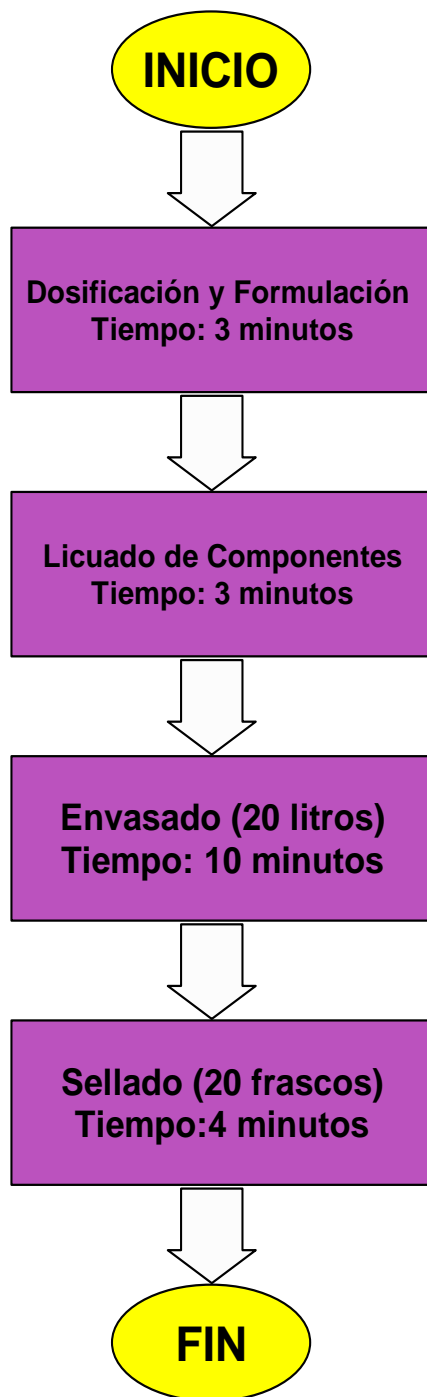 INICIO
Dosificación y Formulación
Tiempo: 3 minutos
Licuado de Componentes
Tiempo: 3 minutos
Envasado (20 litros)
Tiempo: 10 minutos
Sellado (20 frascos)
Tiempo:4 minutos
FIN